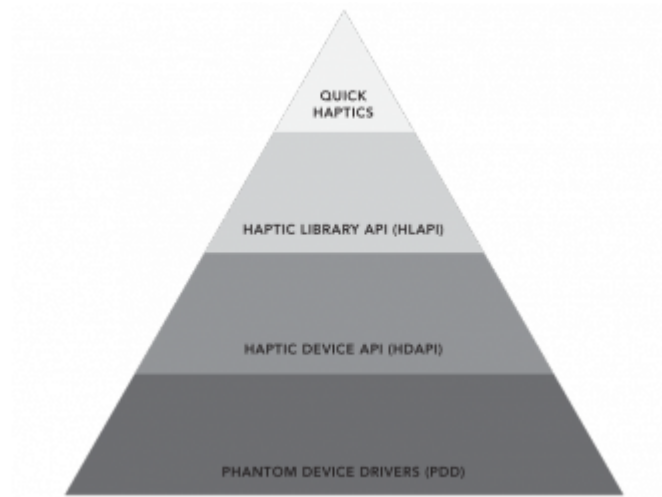 QUICK
HAPTICS
HAPTIC LIBRARY API (HLAPI)
HAPTIC DEVICE API (HDAPI)
PHANTOM DEVICE DRIVERS (PDD)